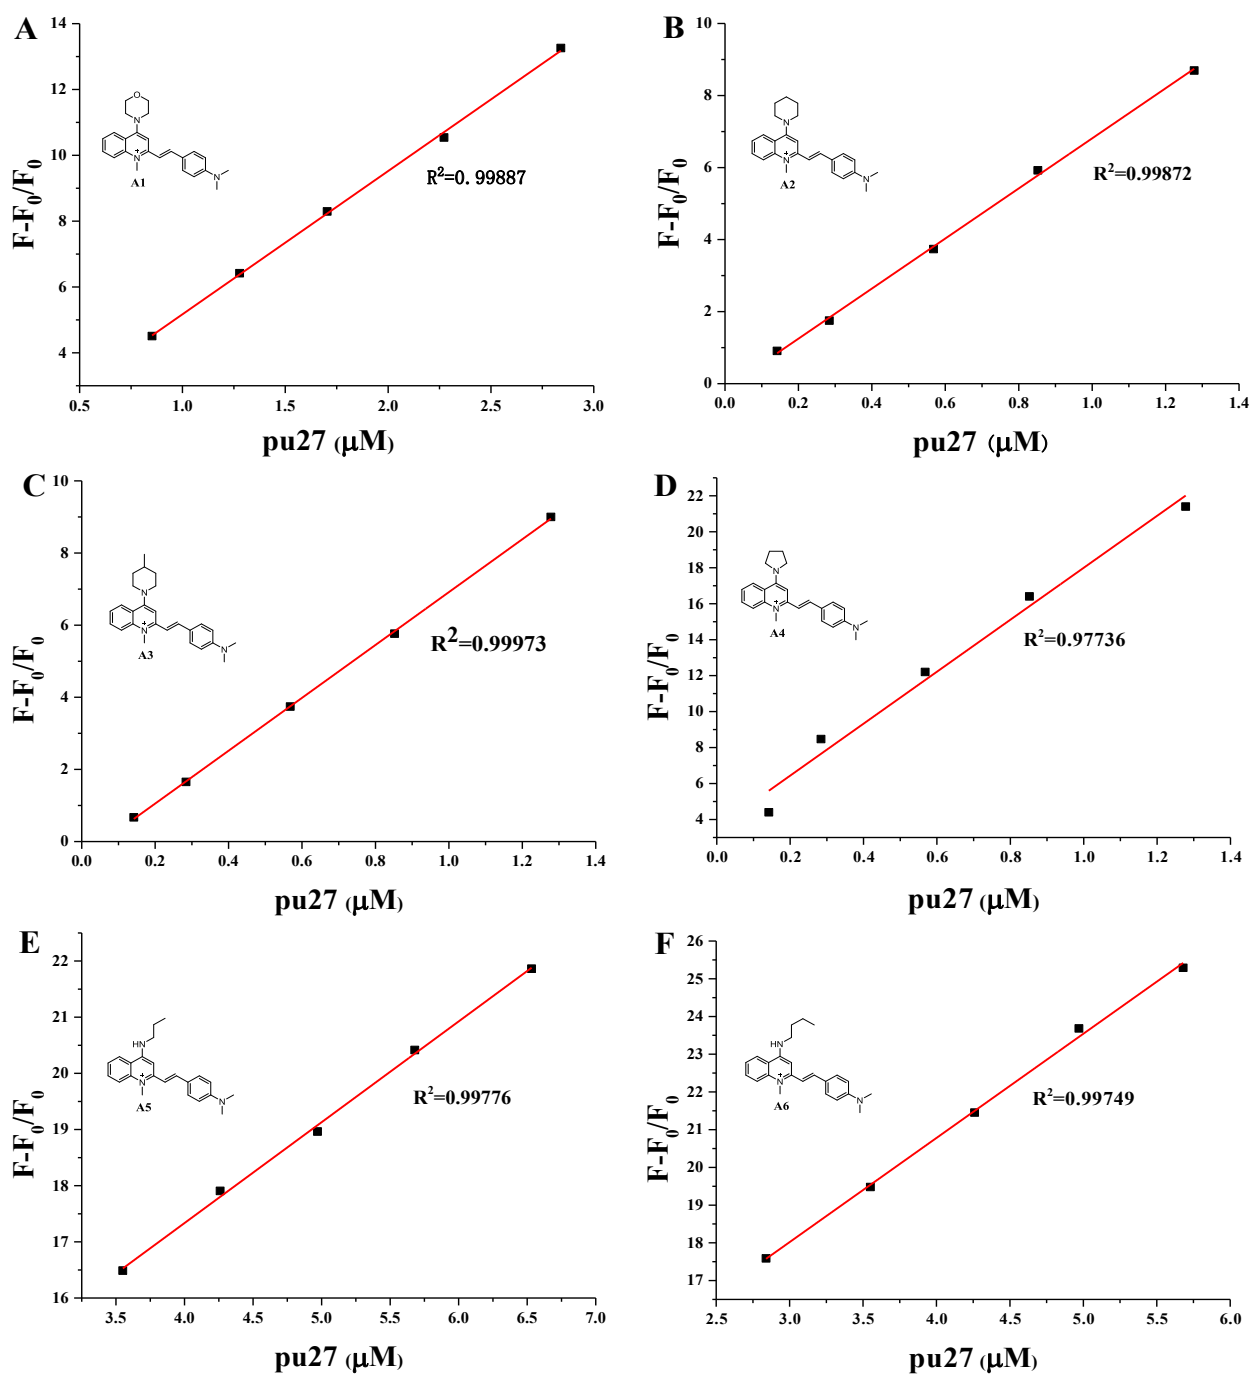 A
14
12
10
8
6
4
0.5
1.0
1.5
2.0
2.5
3.0
F-F0/F0
pu27 (μM)
R2=0.99887
O
N
N
+
N
A1
B
10
8
6
4
2
0
0.0
0.2
0.4
0.6
0.8
1.0
1.2
1.4
F-F0/F0
pu27 (μM)
R2=0.99872
N
N
+
N
A2
C
10
8
6
4
2
0
0.0
0.2
0.4
0.6
0.8
1.0
1.2
1.4
F-F0/F0
pu27 (μM)
R2=0.99973
N
N
+
N
A3
D
22
20
18
16
14
12
10
8
6
4
0.0
0.2
0.4
0.6
0.8
1.0
1.2
1.4
F-F0/F0
pu27 (μM)
R2=0.97736
N
N
+
N
A4
E
22
21
20
19
18
17
16
3.5
4.0
4.5
5.0
5.5
6.0
6.5
7.0
F-F0/F0
pu27 (μM)
R2=0.99776
HN
N
+
N
A5
F
26
25
24
23
22
21
20
19
18
17
2.5
3.0
3.5
4.0
4.5
5.0
5.5
6.0
F-F0/F0
pu27 (μM)
R2=0.99749
HN
N
+
N
A6